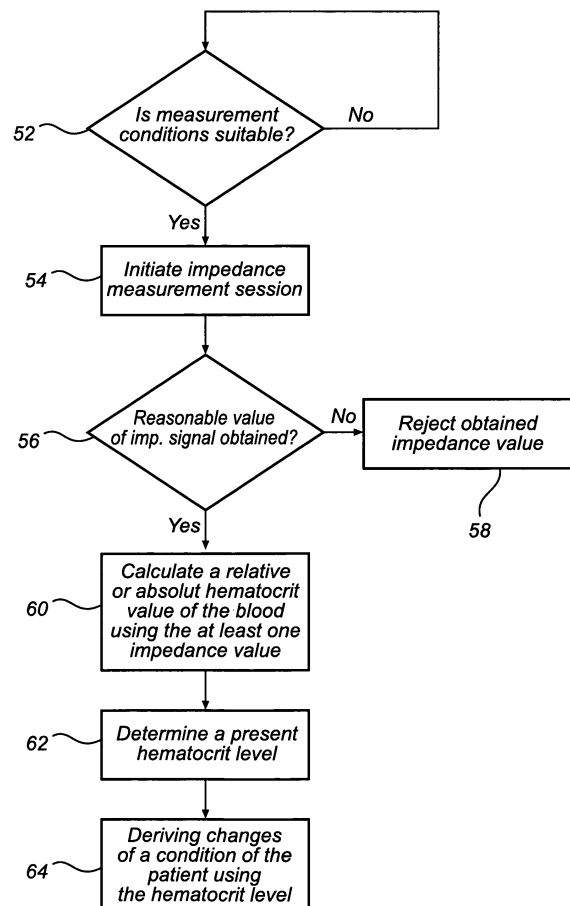 Is measurement
conditions suitable?
No
52
Yes
Initiate impedance
measurement session
54
Reasonable value
of imp. signal obtained?
No
56
Reject obtained
impedance value
58
Yes
Calculate a relative
or absolut hematocrit
value of the blood
using the at least one
impedance value
60
Determine a present
hematocrit level
62
Deriving changes
of a condition of the
patient using
the hematocrit level
64